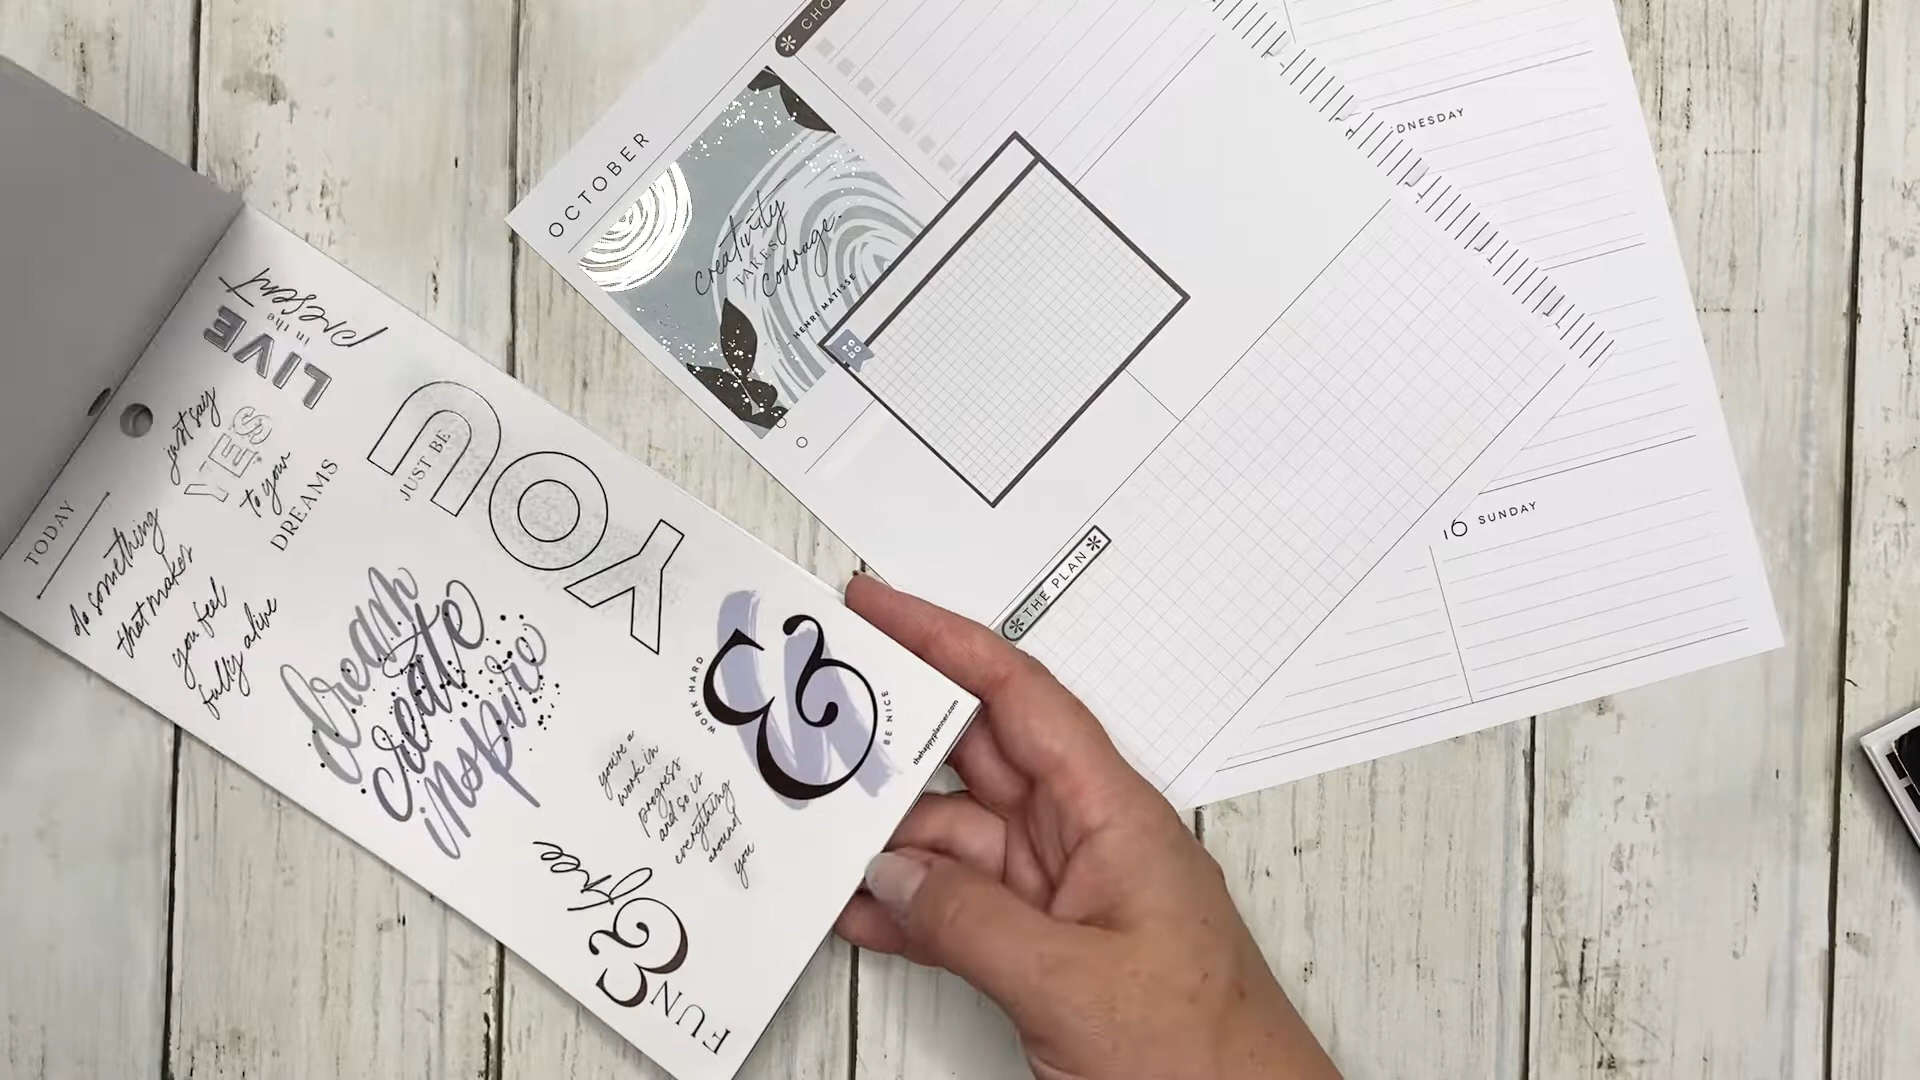 LIVE
in the
present
just say
YES
to your
DREAMS
TODAY
do something
that makes
you feel
fully alive
JUST BE
YOU
dream
create
inspire
WORK HARD
&
BE NICE
you're a
work in
progress
and so is
everything
around
you
FUN
&
free
thehappyplanner.com
OCTOBER
creativity
TAKES
courage.
HENRI MATISSE
TO
DO
THE PLAN
16 SUNDAY